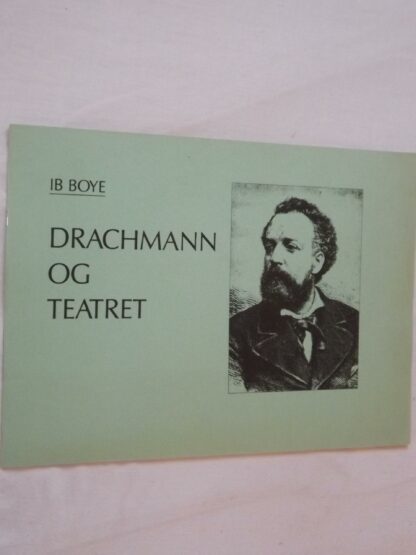 IB BOYE
DRACHMANN
OG
TEATRET